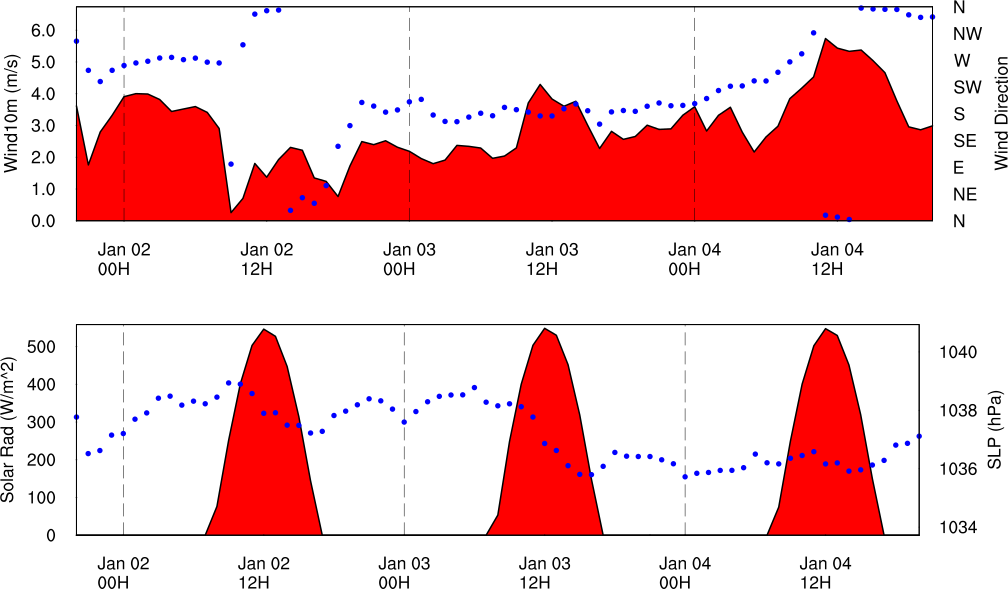 Wind10m (m/s)
6.0
5.0
4.0
3.0
2.0
1.0
0.0
N
NW
W
SW
S
SE
E
NE
N
Wind Direction
Jan 02 Jan 02 Jan 03 Jan 03 Jan 04 Jan 04
00H 12H 00H 12H 00H 12H
Solar Rad (W/m^2)
500
400
300
200
100
0
1040
1038
1036
1034
SLP (hPa)
Jan 02 Jan 02 Jan 03 Jan 03 Jan 04 Jan 04
00H 12H 00H 12H 00H 12H